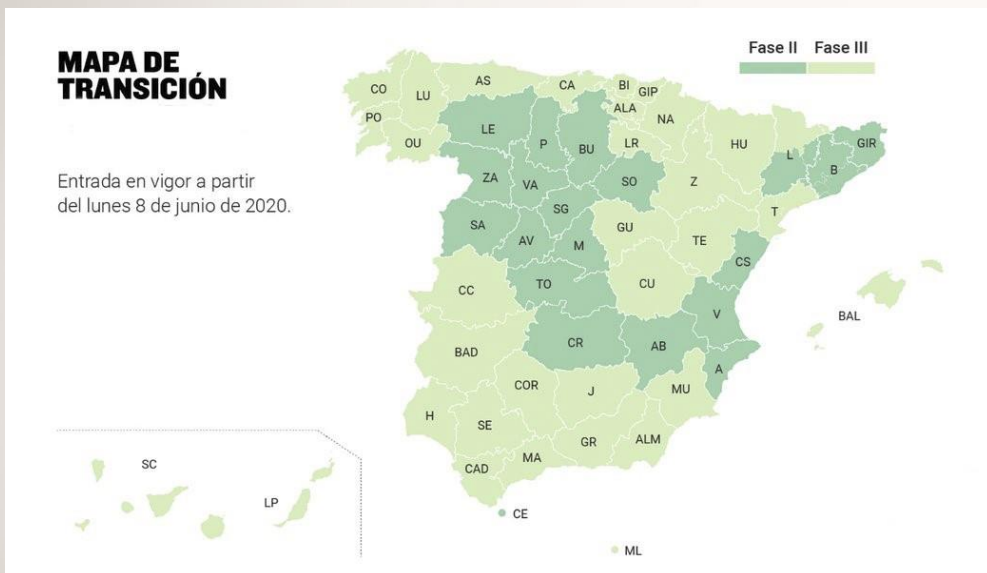 MAPA DE
TRANSICIÓN
Entrada en vigor a partir
del lunes 8 de junio de 2020.
Fase II Fase III
CO
LU
AS
CA
BI
GIP
ALA
NA
PO
OU
LE
P
BU
LR
HU
L
GIR
B
ZA
VA
SO
Z
SG
T
SA
AV
M
GU
TE
CS
TO
CU
CC
V
BAL
CR
AB
BAD
A
COR
J
MU
H
SE
GR
ALM
MA
CAD
CE
ML
SC
LP